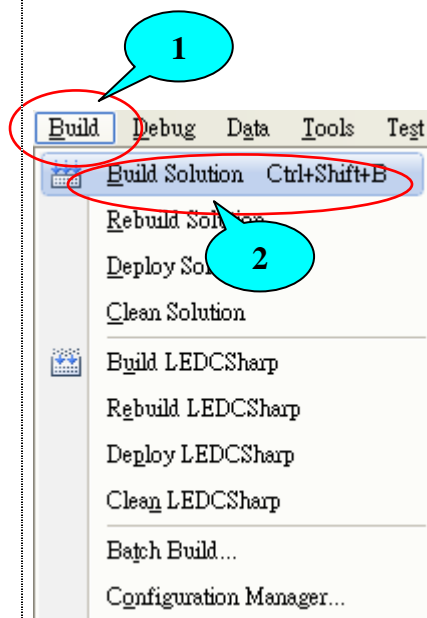 1
Build Debug Data Tools Test
Build Solution Ctrl+Shift+B
Rebuild Solution
2
Deploy So
Clean Solution
Build LEDCSharp
Rebuild LEDCSharp
Deploy LEDCSharp
Clean LEDCSharp
Batch Build...
Configuration Manager...